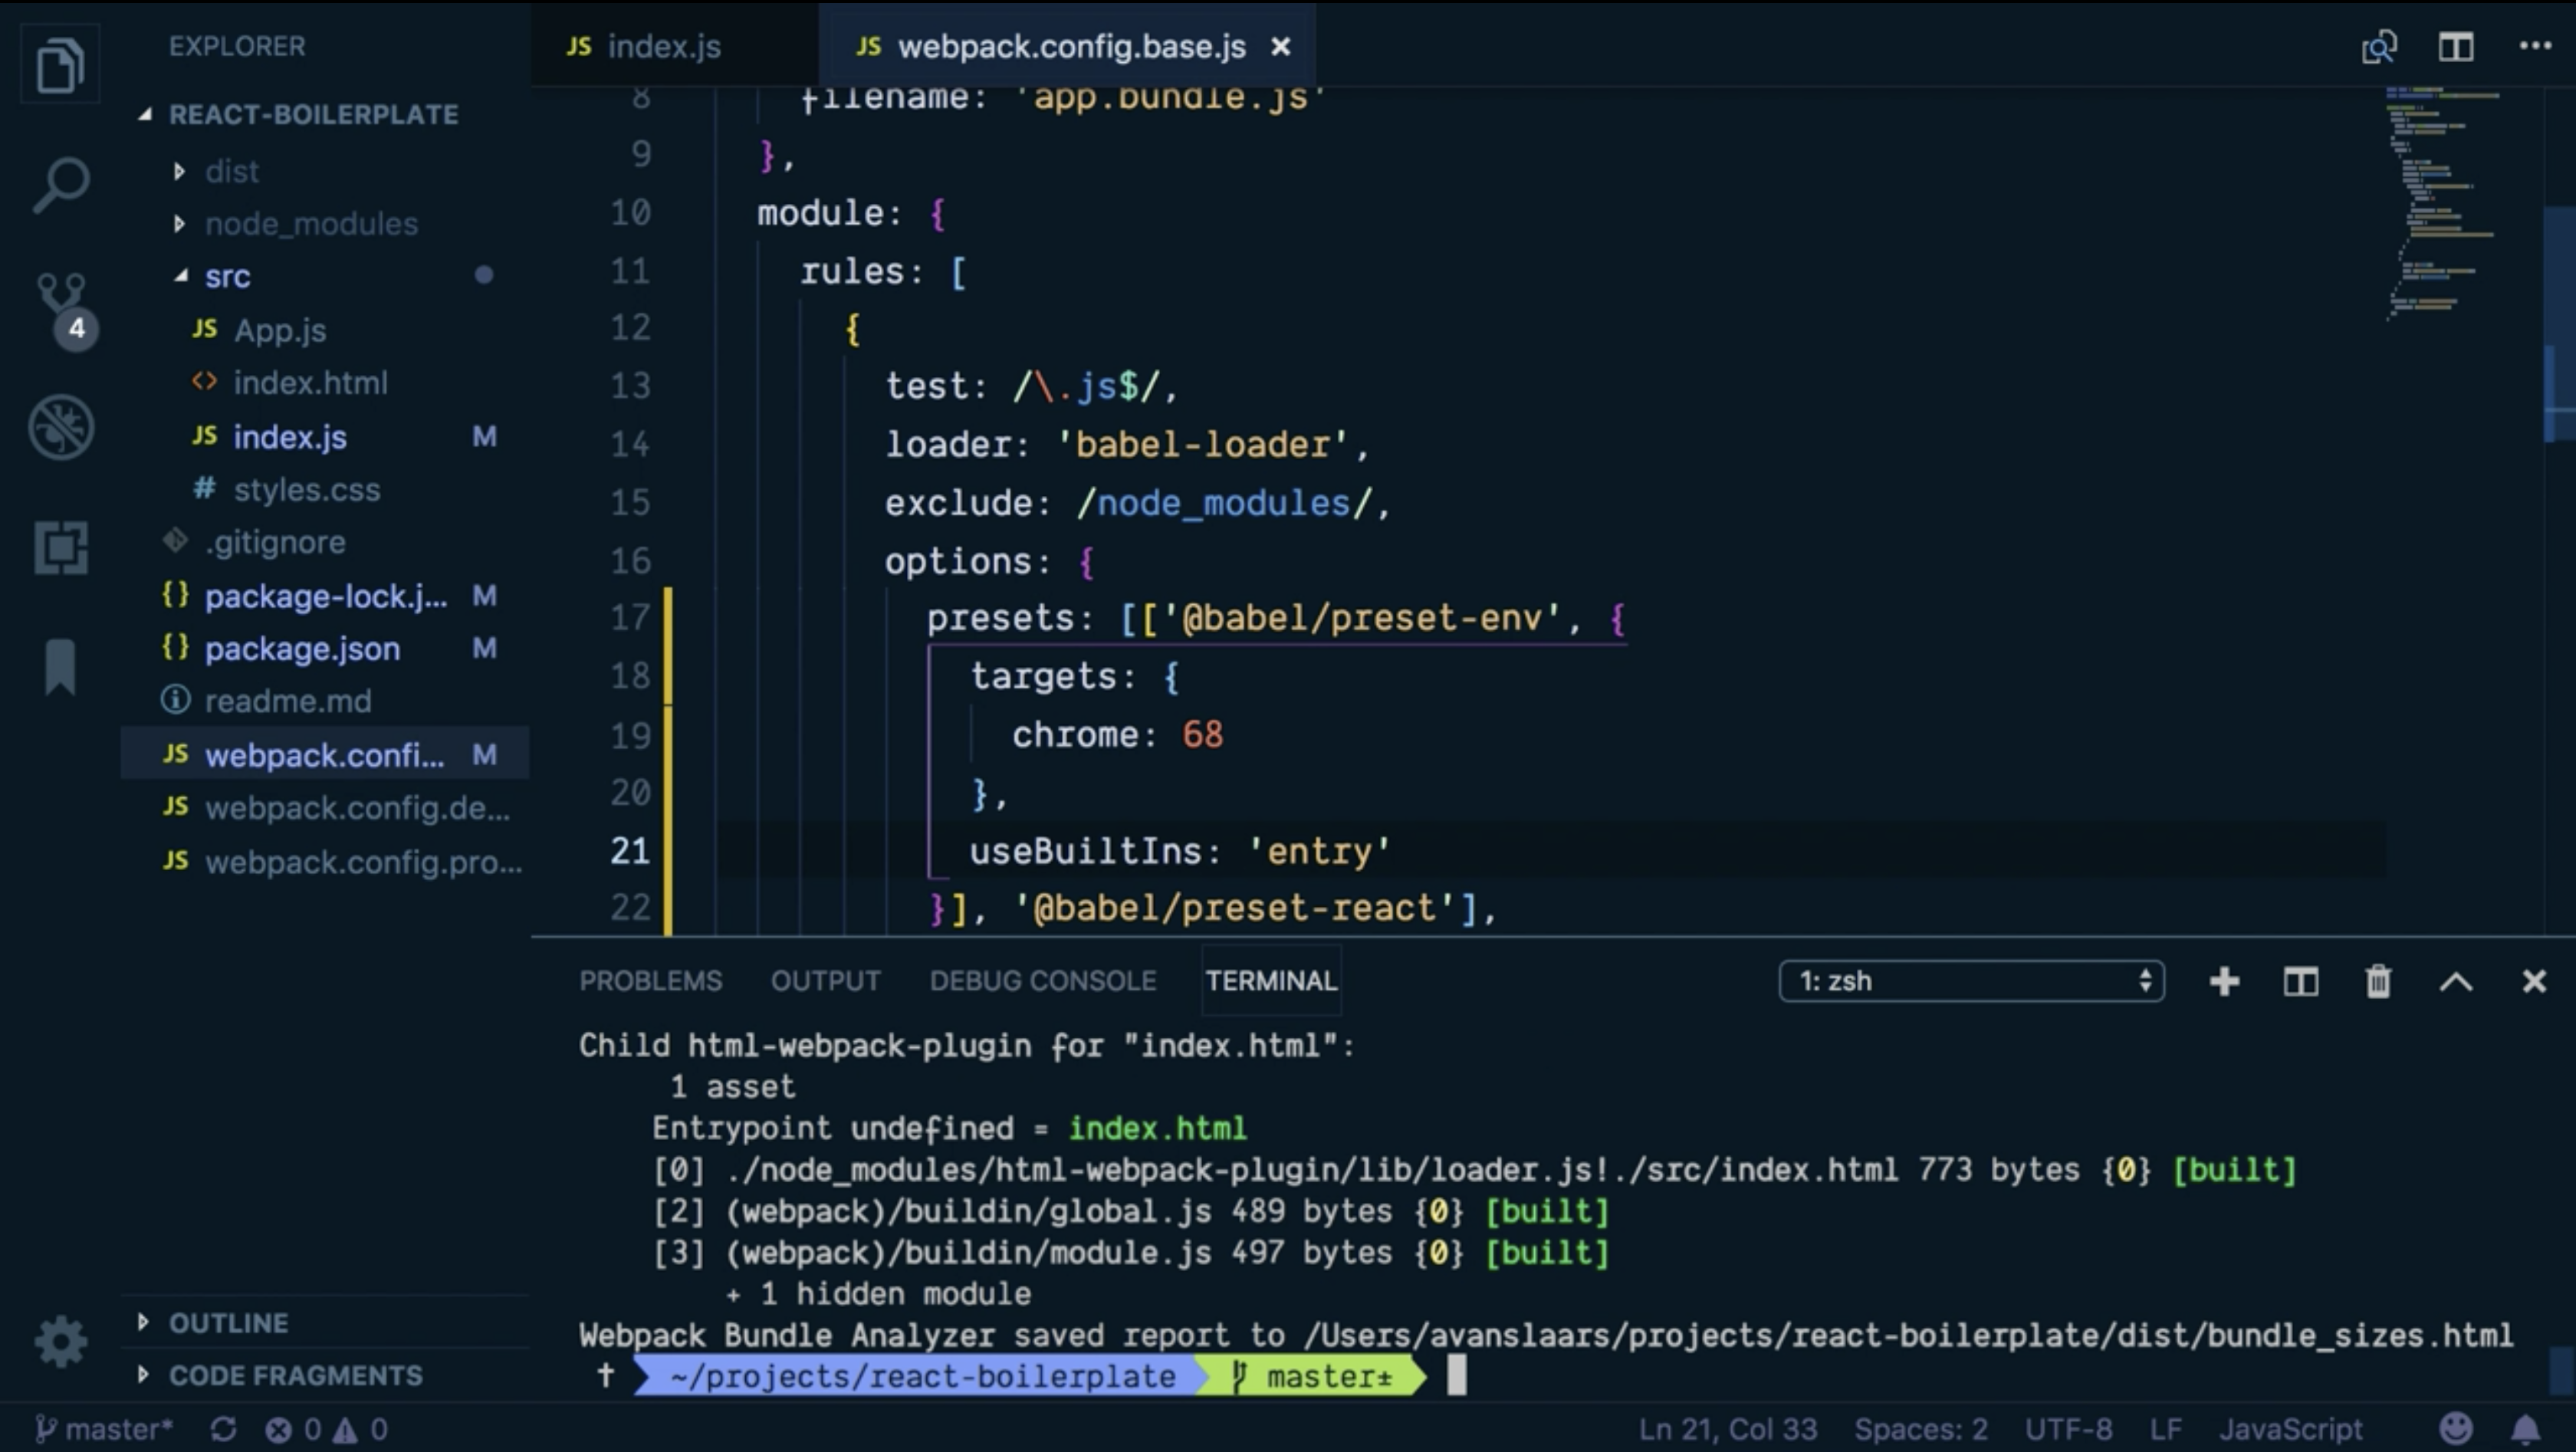 EXPLORER
REACT-BOILERPLATE
dist
node_modules
src
JS App.js
<> index.html
JS index.js M
# styles.css
.gitignore
{} package-lock.j... M
{} package.json M
readme.md
JS webpack.confi... M
JS webpack.config.de...
JS webpack.config.pro...
OUTLINE
CODE FRAGMENTS
4
JS index.js
JS webpack.config.base.js ×
8 filename: 'app.bundle.js'
9 },
10 module: {
11 rules: [
12 {
13 test: /\.js$/,
14 loader: 'babel-loader',
15 exclude: /node_modules/,
16 options: {
17 presets: [['@babel/preset-env', {
18 targets: {
19 chrome: 68
20 },
21 useBuiltIns: 'entry'
22 }], '@babel/preset-react'],
PROBLEMS OUTPUT DEBUG CONSOLE TERMINAL 1: zsh
Child html-webpack-plugin for "index.html":
1 asset
Entrypoint undefined = index.html
[0] ./node_modules/html-webpack-plugin/lib/loader.js!./src/index.html 773 bytes {0} [built]
[2] (webpack)/buildin/global.js 489 bytes {0} [built]
[3] (webpack)/buildin/module.js 497 bytes {0} [built]
+ 1 hidden module
Webpack Bundle Analyzer saved report to /Users/avanslaars/projects/react-boilerplate/dist/bundle_sizes.html
† ~/projects/react-boilerplate master±
master* 0 0 Ln 21, Col 33 Spaces: 2 UTF-8 LF JavaScript